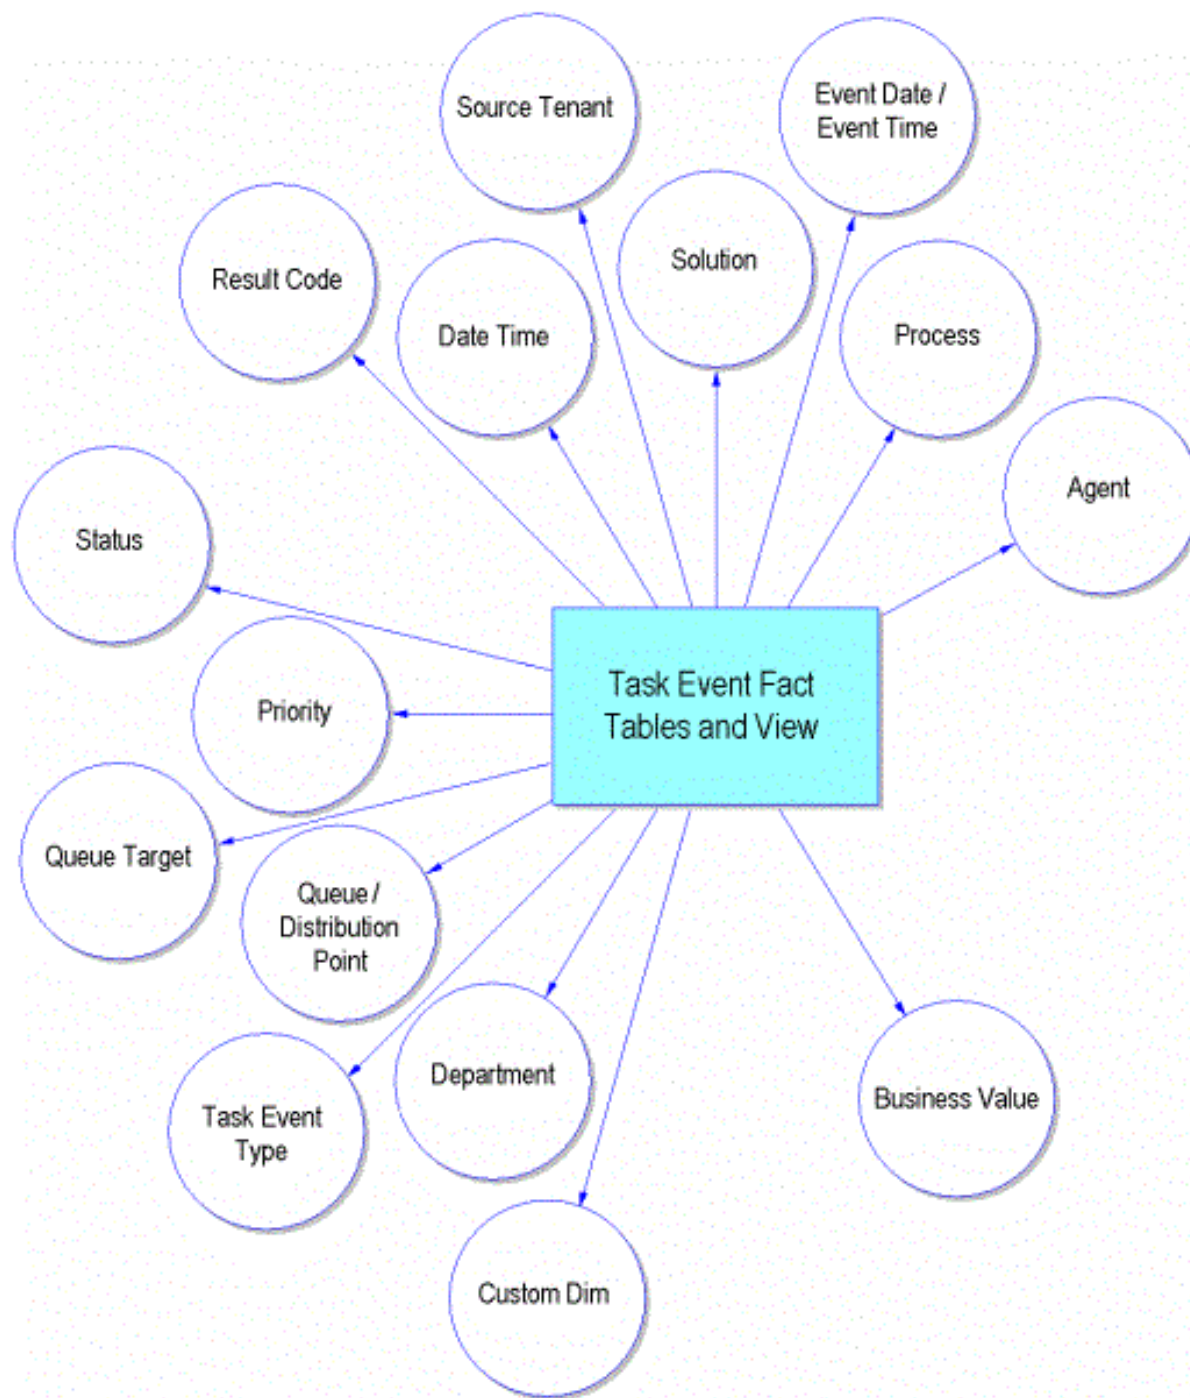 Source Tenant
Event Date /
Event Time
Solution
Result Code
Date Time
Process
Agent
Status
Task Event Fact
Tables and View
Priority
Queue Target
Queue /
Distribution
Point
Department
Business Value
Task Event
Type
Custom Dim